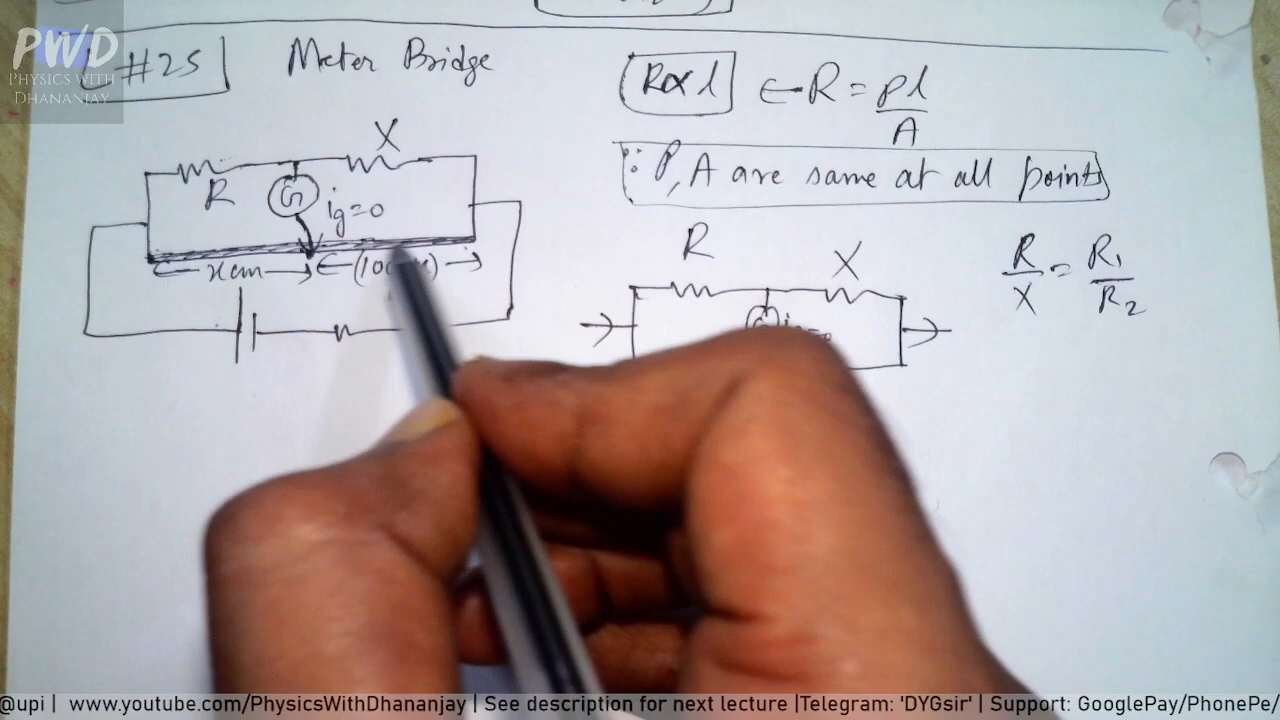 PWD
PHYSICS WITH
DHANANJAY
#25
Meter Bridge
R∝l ← R = ρl/A
∵ ρ, A are same at all points
X
R
G
ig=0
x cm
R
X
R/X = R1/R2
@upi | www.youtube.com/PhysicsWithDhananjay | See description for next lecture |Telegram: 'DYGsir' | Support: GooglePay/PhonePe/